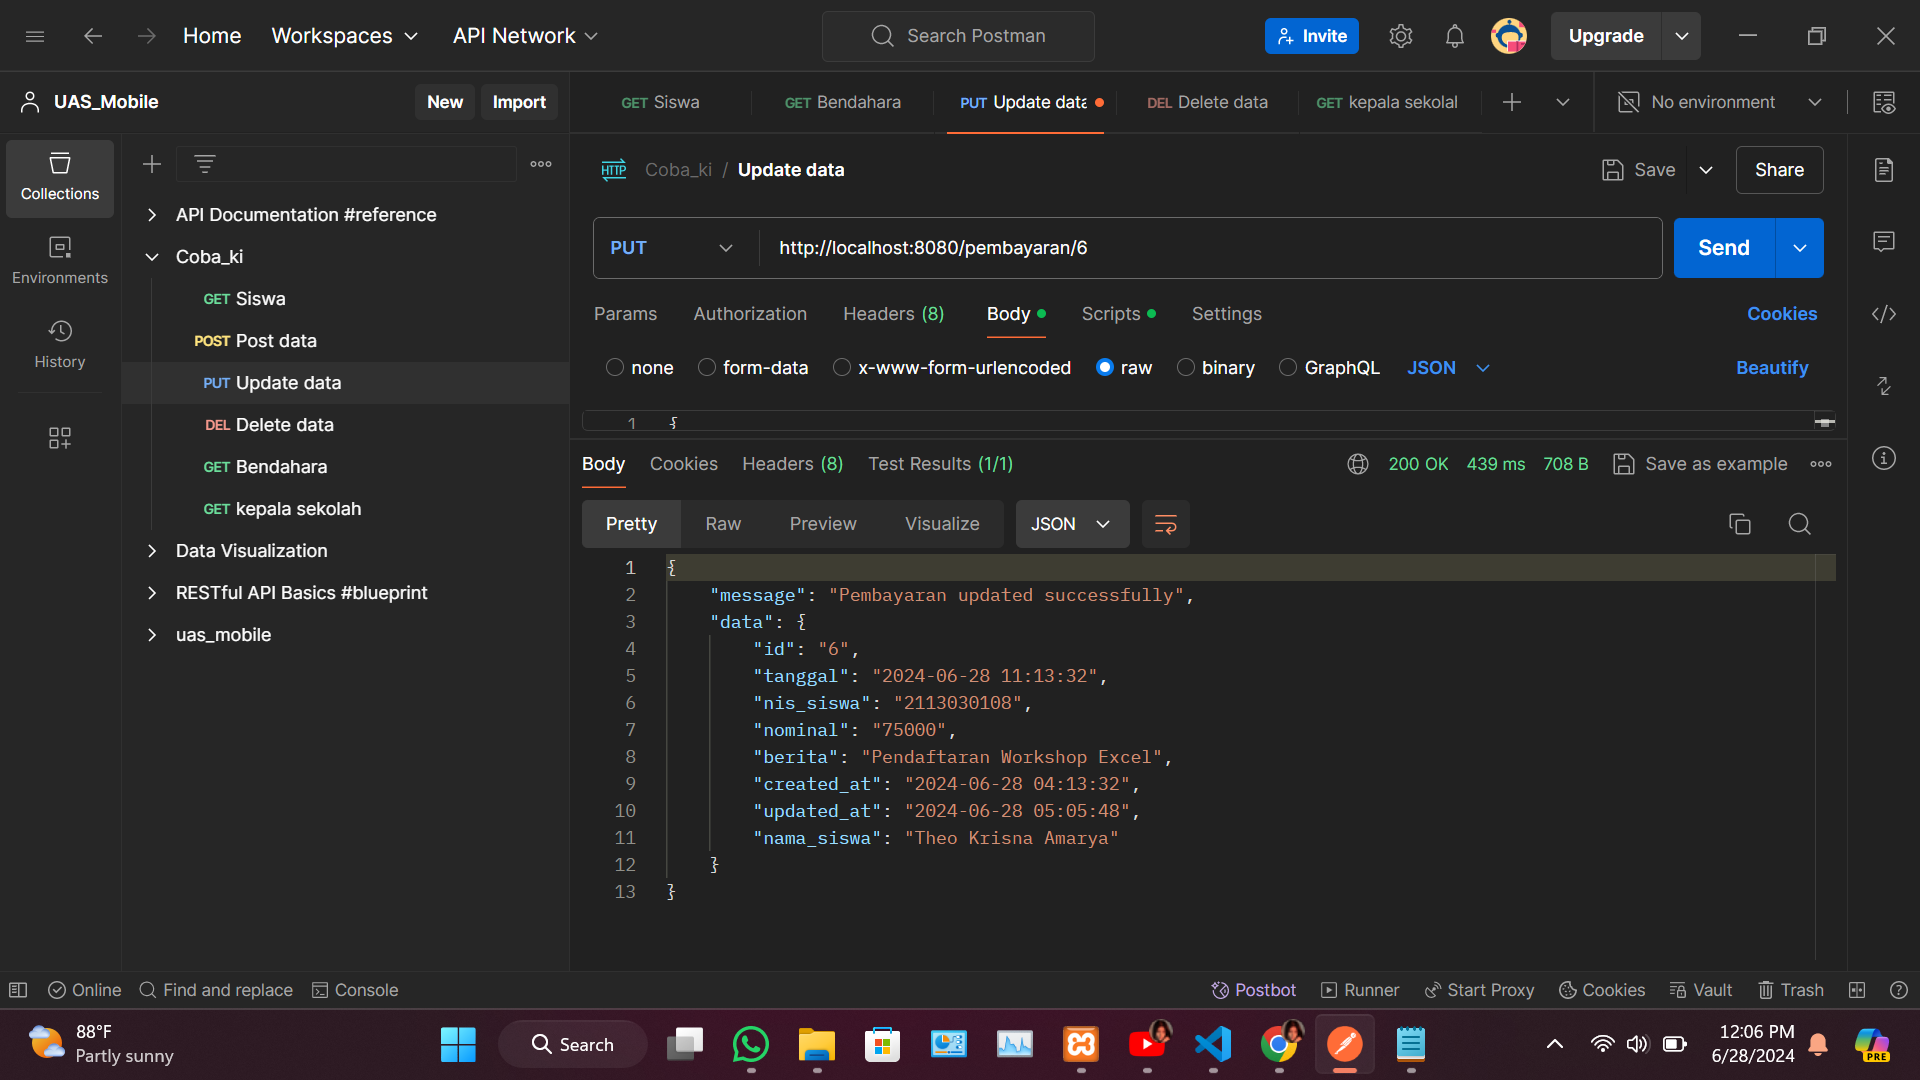 Home Workspaces API Network Search Postman Invite Upgrade
UAS_Mobile New Import
GET Siswa GET Bendahara PUT Update data DEL Delete data GET kepala sekolal No environment
Collections
Environments
History
API Documentation #reference
Coba_ki
GET Siswa
POST Post data
PUT Update data
DEL Delete data
GET Bendahara
GET kepala sekolah
Data Visualization
RESTful API Basics #blueprint
uas_mobile
HTTP Coba_ki / Update data Save Share
PUT http://localhost:8080/pembayaran/6 Send
Params Authorization Headers (8) Body Scripts Settings Cookies
none form-data x-www-form-urlencoded raw binary GraphQL JSON Beautify
1 {
Body Cookies Headers (8) Test Results (1/1) 200 OK 439 ms 708 B Save as example
Pretty Raw Preview Visualize JSON
1 {
2 "message": "Pembayaran updated successfully",
3 "data": {
4 "id": "6",
5 "tanggal": "2024-06-28 11:13:32",
6 "nis_siswa": "2113030108",
7 "nominal": "75000",
8 "berita": "Pendaftaran Workshop Excel",
9 "created_at": "2024-06-28 04:13:32",
10 "updated_at": "2024-06-28 05:05:48",
11 "nama_siswa": "Theo Krisna Amarya"
12 }
13 }
Online Find and replace Console Postbot Runner Start Proxy Cookies Vault Trash
88°F
Partly sunny
Search
12:06 PM
6/28/2024
PRE